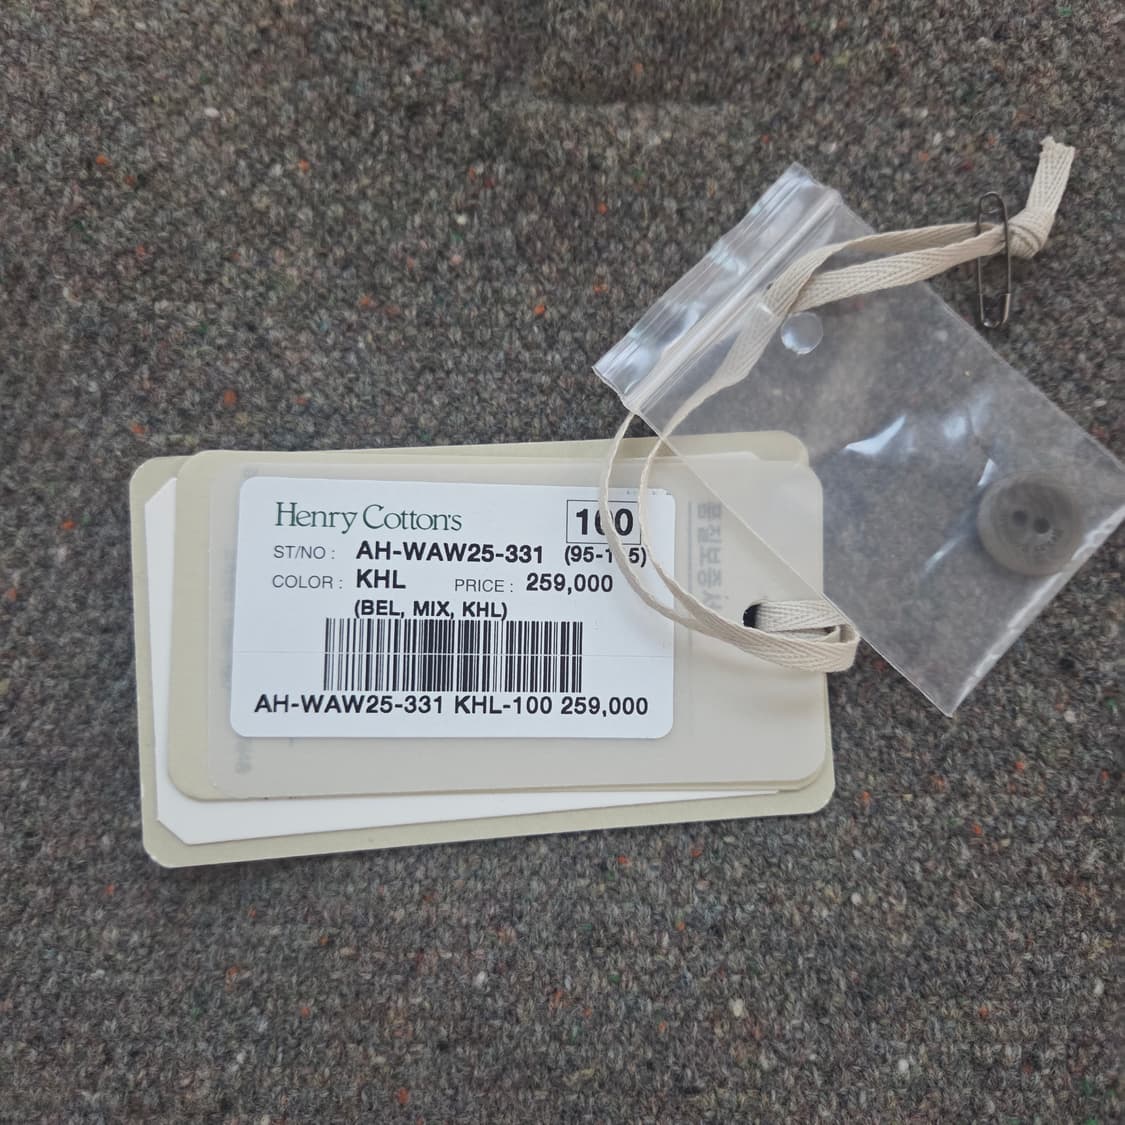 Henry Cotton's
100
ST/NO : AH-WAW25-331
COLOR : KHL PRICE : 259,000
(BEL, MIX, KHL)
AH-WAW25-331 KHL-100 259,000